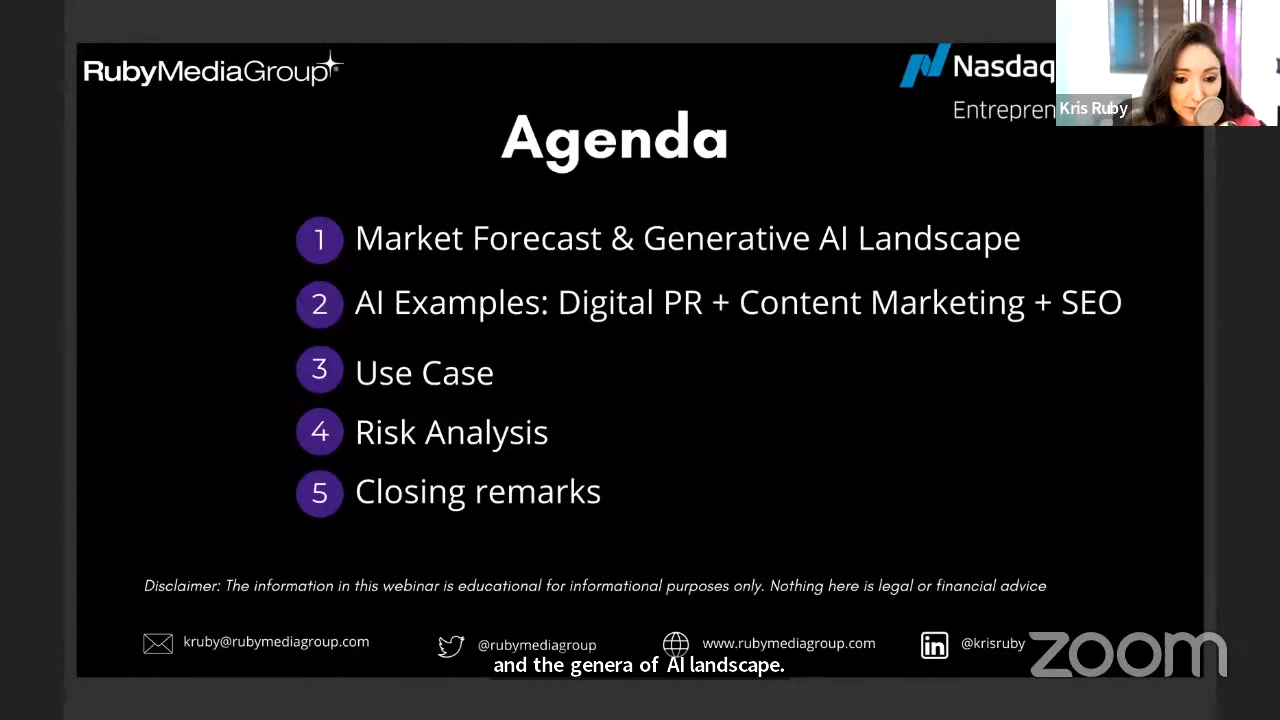 RubyMediaGroup
Nasdaq
Entrepren
Kris Ruby
Agenda
1 Market Forecast & Generative AI Landscape
2 AI Examples: Digital PR + Content Marketing + SEO
3 Use Case
4 Risk Analysis
5 Closing remarks
Disclaimer: The information in this webinar is educational for informational purposes only. Nothing here is legal or financial advice
kruby@rubymediagroup.com @rubymediagroup www.rubymediagroup.com in @krisruby
zoom
and the genera of AI landscape.